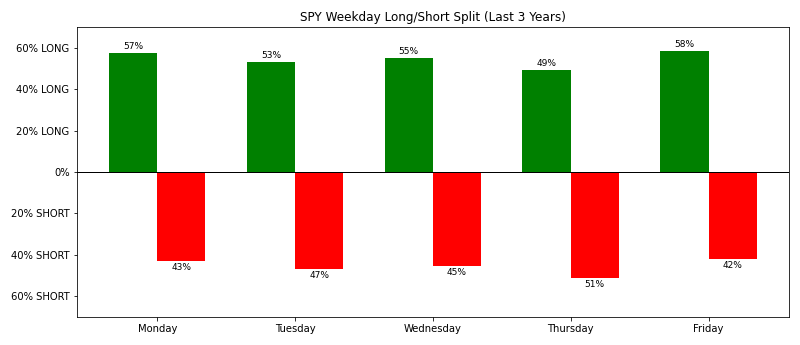 SPY Weekday Long/Short Split (Last 3 Years)
60% LONG
40% LONG
20% LONG
0%
20% SHORT
40% SHORT
60% SHORT
57%
53%
55%
49%
58%
43%
47%
45%
51%
42%
Monday
Tuesday
Wednesday
Thursday
Friday